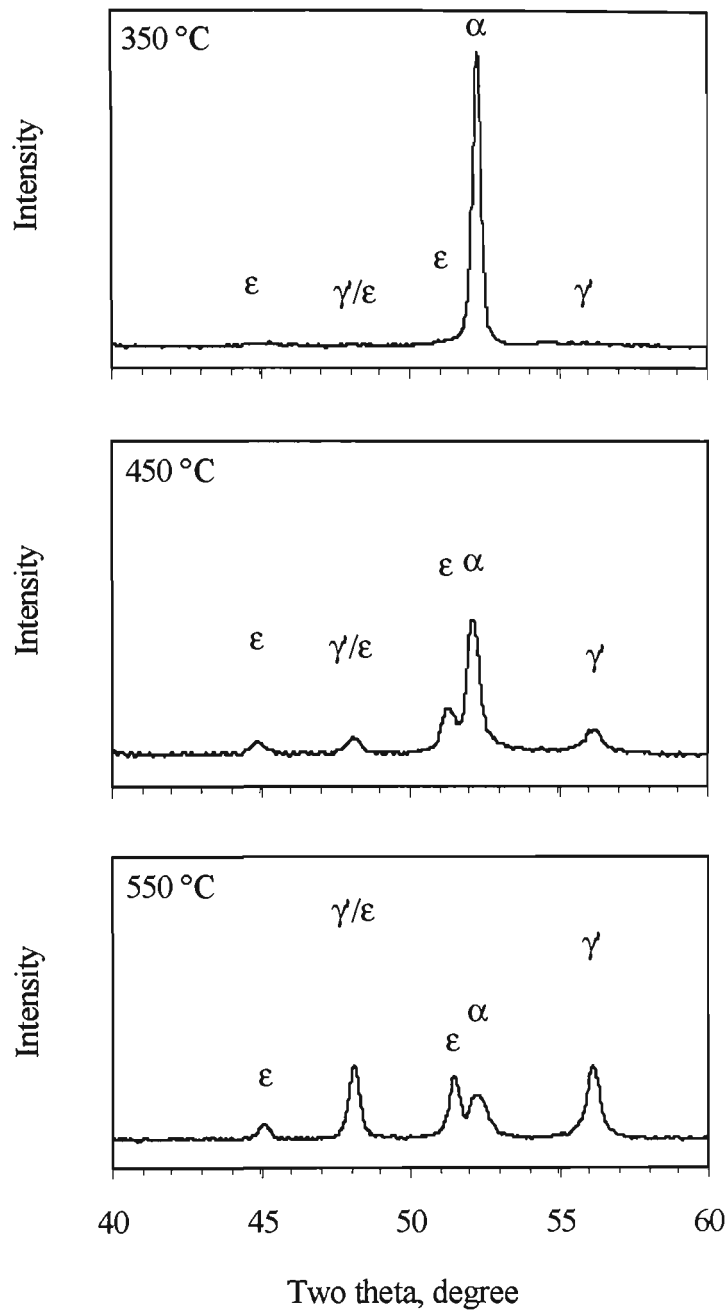 350 °C
α
ε
γ'/ε
ε
γ'
Intensity
450 °C
ε α
ε
γ'/ε
γ'
Intensity
550 °C
γ'/ε
γ'
α
ε
ε
Intensity
40 45 50 55 60
Two theta, degree